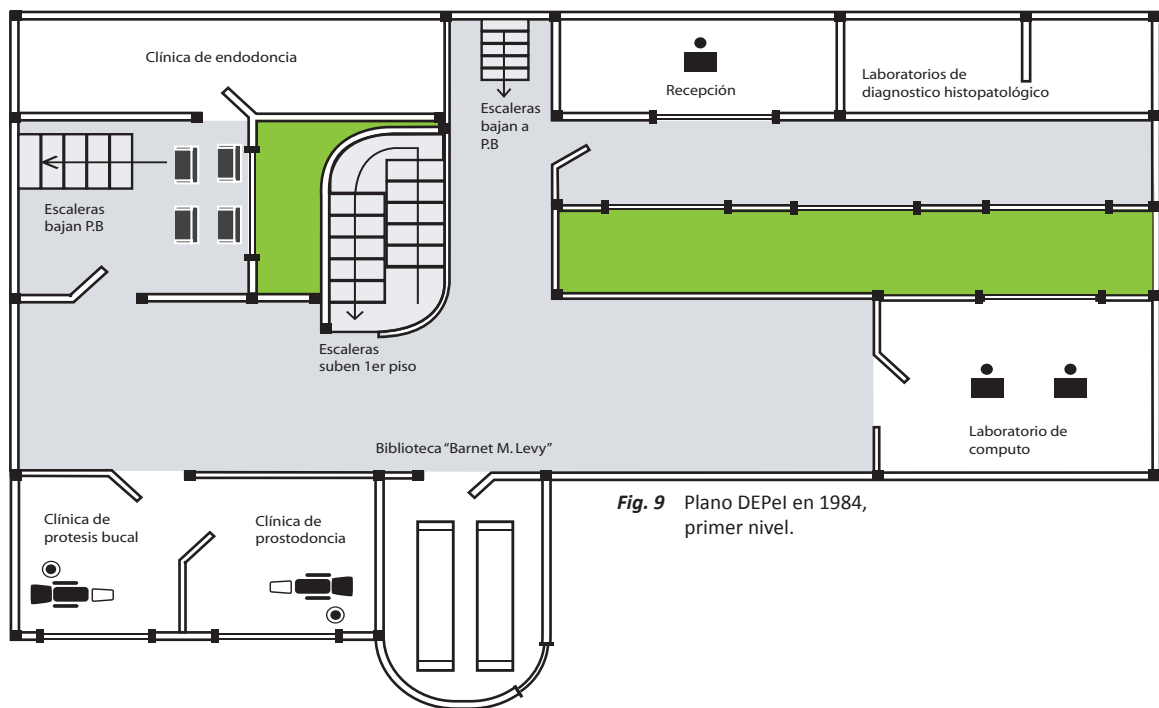 Clínica de endodoncia
Escaleras
bajan a
P.B
Recepción
Laboratorios de
diagnostico histopatológico
Escaleras
bajan P.B
Escaleras
suben 1er piso
Biblioteca “Barnet M. Levy”
Laboratorio de
computo
Clínica de
protesis bucal
Clínica de
prostodoncia
Fig. 9 Plano DEPeI en 1984,
primer nivel.